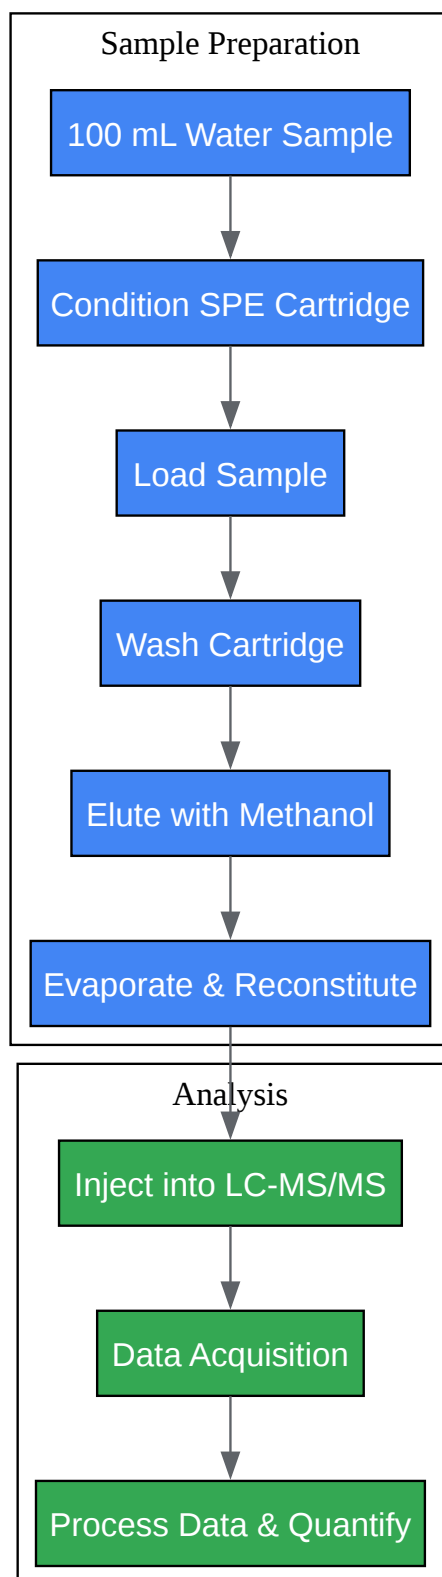 Sample Preparation
100 mL Water Sample
Condition SPE Cartridge
Load Sample
Wash Cartridge
Elute with Methanol
Evaporate & Reconstitute
Analysis
Inject into LC-MS/MS
Data Acquisition
Process Data & Quantify